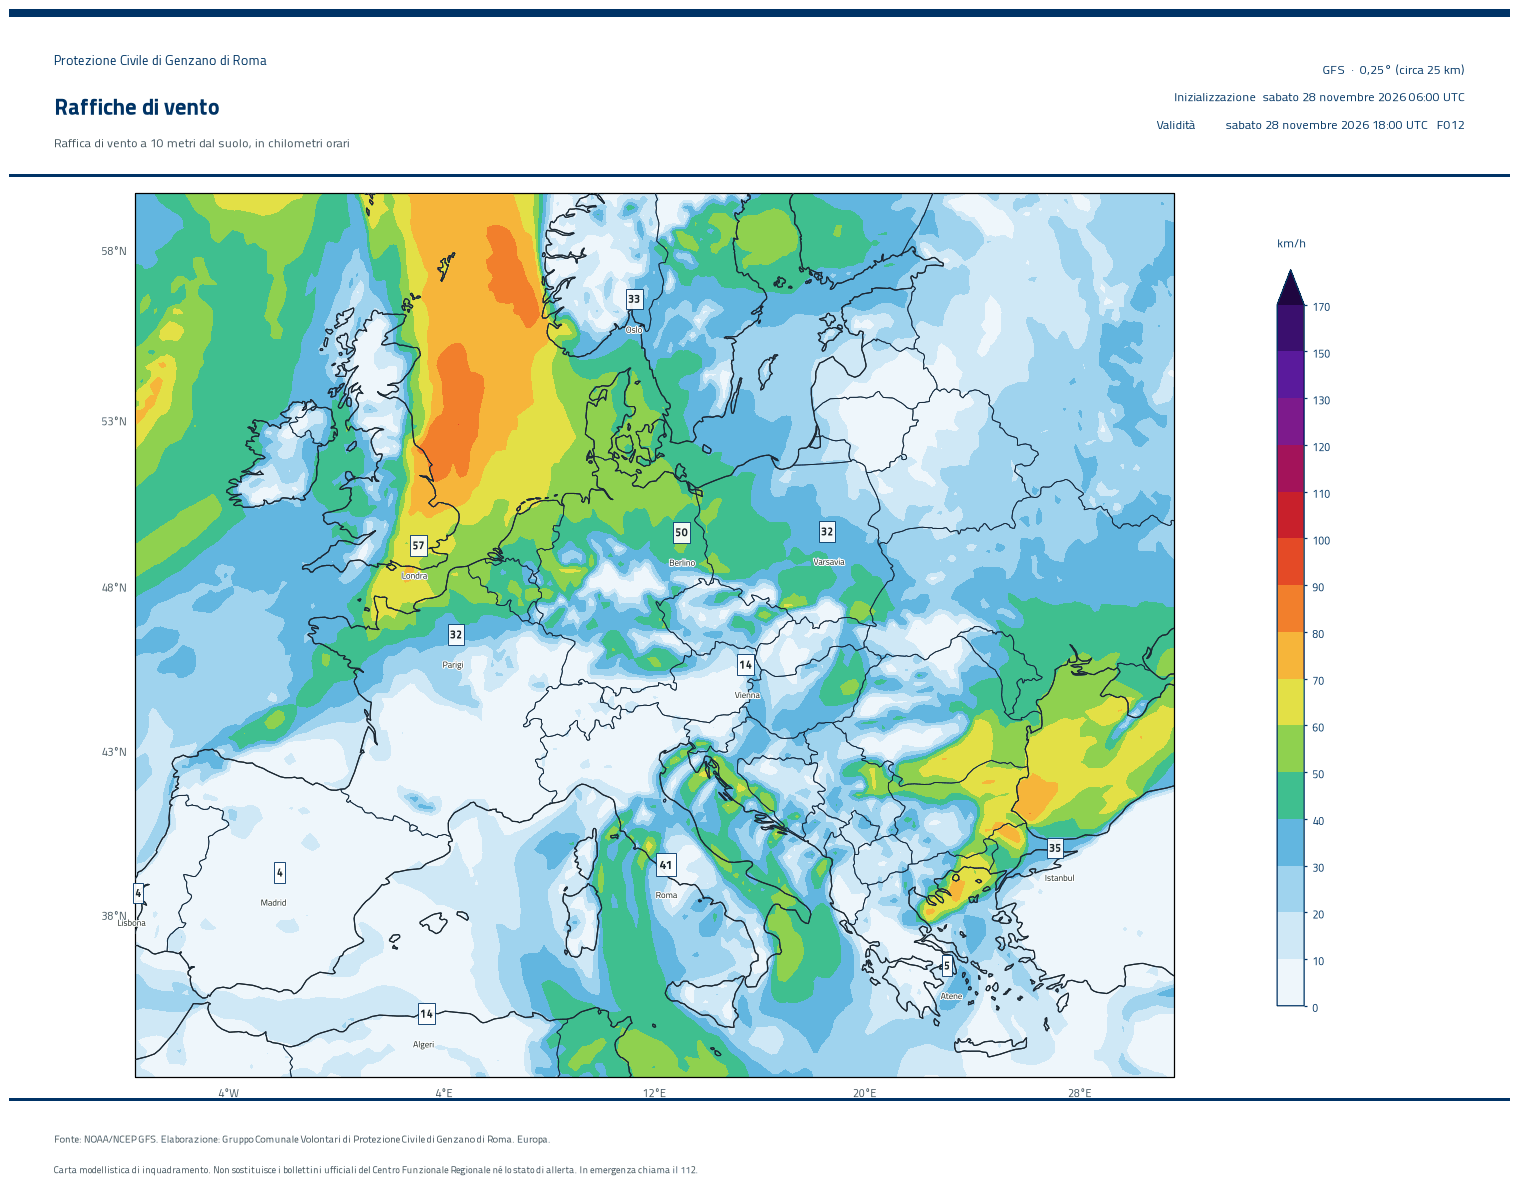 Protezione Civile di Genzano di Roma
Raffiche di vento
Raffica di vento a 10 metri dal suolo, in chilometri orari
GFS · 0,25° (circa 25 km)
Inizializzazione sabato 28 novembre 2026 06:00 UTC
Validità sabato 28 novembre 2026 18:00 UTC F012
km/h
170
150
130
120
110
100
90
80
70
60
50
40
30
20
10
0
58°N
53°N
48°N
43°N
38°N
4°W
4°E
12°E
20°E
28°E
33
Oslo
57
Londra
50
Berlino
32
Varsavia
32
Parigi
14
Vienna
41
Roma
35
Istanbul
4
Madrid
4
Lisbona
5
Atene
14
Algeri
Fonte: NOAA/NCEP GFS. Elaborazione: Gruppo Comunale Volontari di Protezione Civile di Genzano di Roma. Europa.
Carta modellistica di inquadramento. Non sostituisce i bollettini ufficiali del Centro Funzionale Regionale né lo stato di allerta. In emergenza chiama il 112.